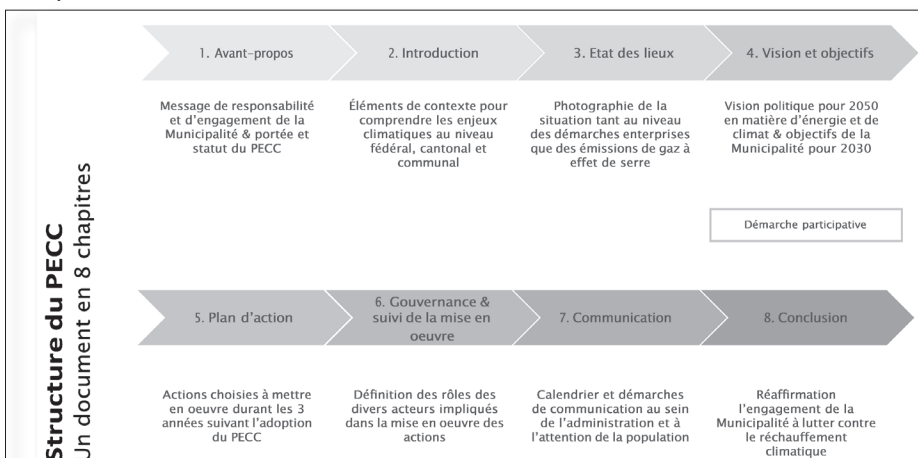 Structure du PECC
Un document en 8 chapitres
1. Avant-propos
2. Introduction
3. Etat des lieux
4. Vision et objectifs
Message de responsabilité
et d'engagement de la
Municipalité & portée et
statut du PECC
Éléments de contexte pour
comprendre les enjeux
climatiques au niveau
fédéral, cantonal et
communal
Photographie de la
situation tant au niveau
des démarches enterprises
que des émissions de gaz à
effet de serre
Vision politique pour 2050
en matière d'énergie et de
climat & objectifs de la
Municipalité pour 2030
Démarche participative
5. Plan d'action
6. Gouvernance &
suivi de la mise en
oeuvre
7. Communication
8. Conclusion
Actions choisies à mettre
en oeuvre durant les 3
années suivant l'adoption
du PECC
Définition des rôles des
divers acteurs impliqués
dans la mise en oeuvre des
actions
Calendrier et démarches
de communication au sein
de l'administration et à
l'attention de la population
Réaffirmation
l'engagement de la
Municipalité à lutter contre
le réchauffement
climatique